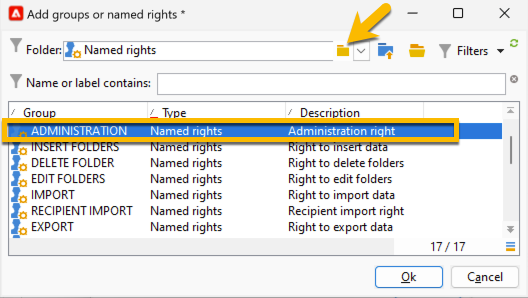 Add groups or named rights *
Folder: Named rights Filters
Name or label contains:
Group Type Description
ADMINISTRATION Named rights Administration right
INSERT FOLDERS Named rights Right to insert data
DELETE FOLDER Named rights Right to delete folders
EDIT FOLDERS Named rights Right to edit folders
IMPORT Named rights Right to import data
RECIPIENT IMPORT Named rights Recipient import right
EXPORT Named rights Right to export data
17 / 17
Ok Cancel